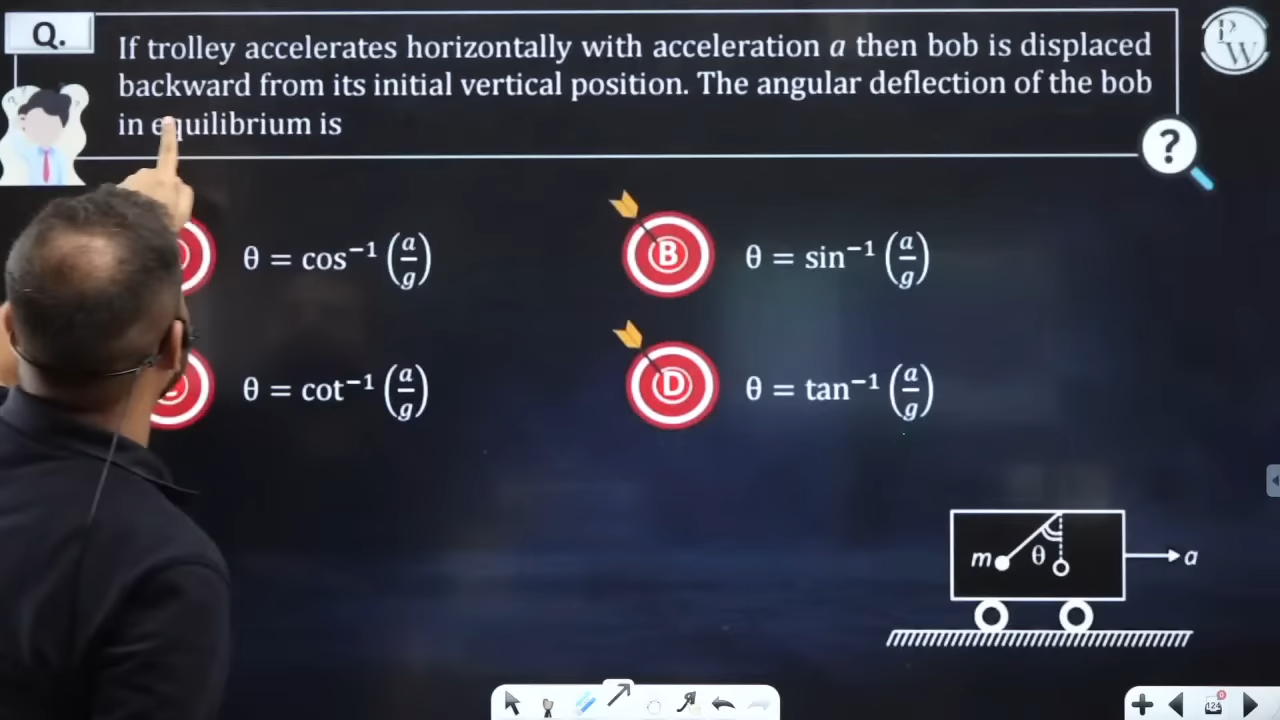 Q.
If trolley accelerates horizontally with acceleration a then bob is displaced
backward from its initial vertical position. The angular deflection of the bob
in equilibrium is
P
W
?
θ = cos⁻¹ (a/g)
B θ = sin⁻¹ (a/g)
θ = cot⁻¹ (a/g)
D θ = tan⁻¹ (a/g)
m θ a
124